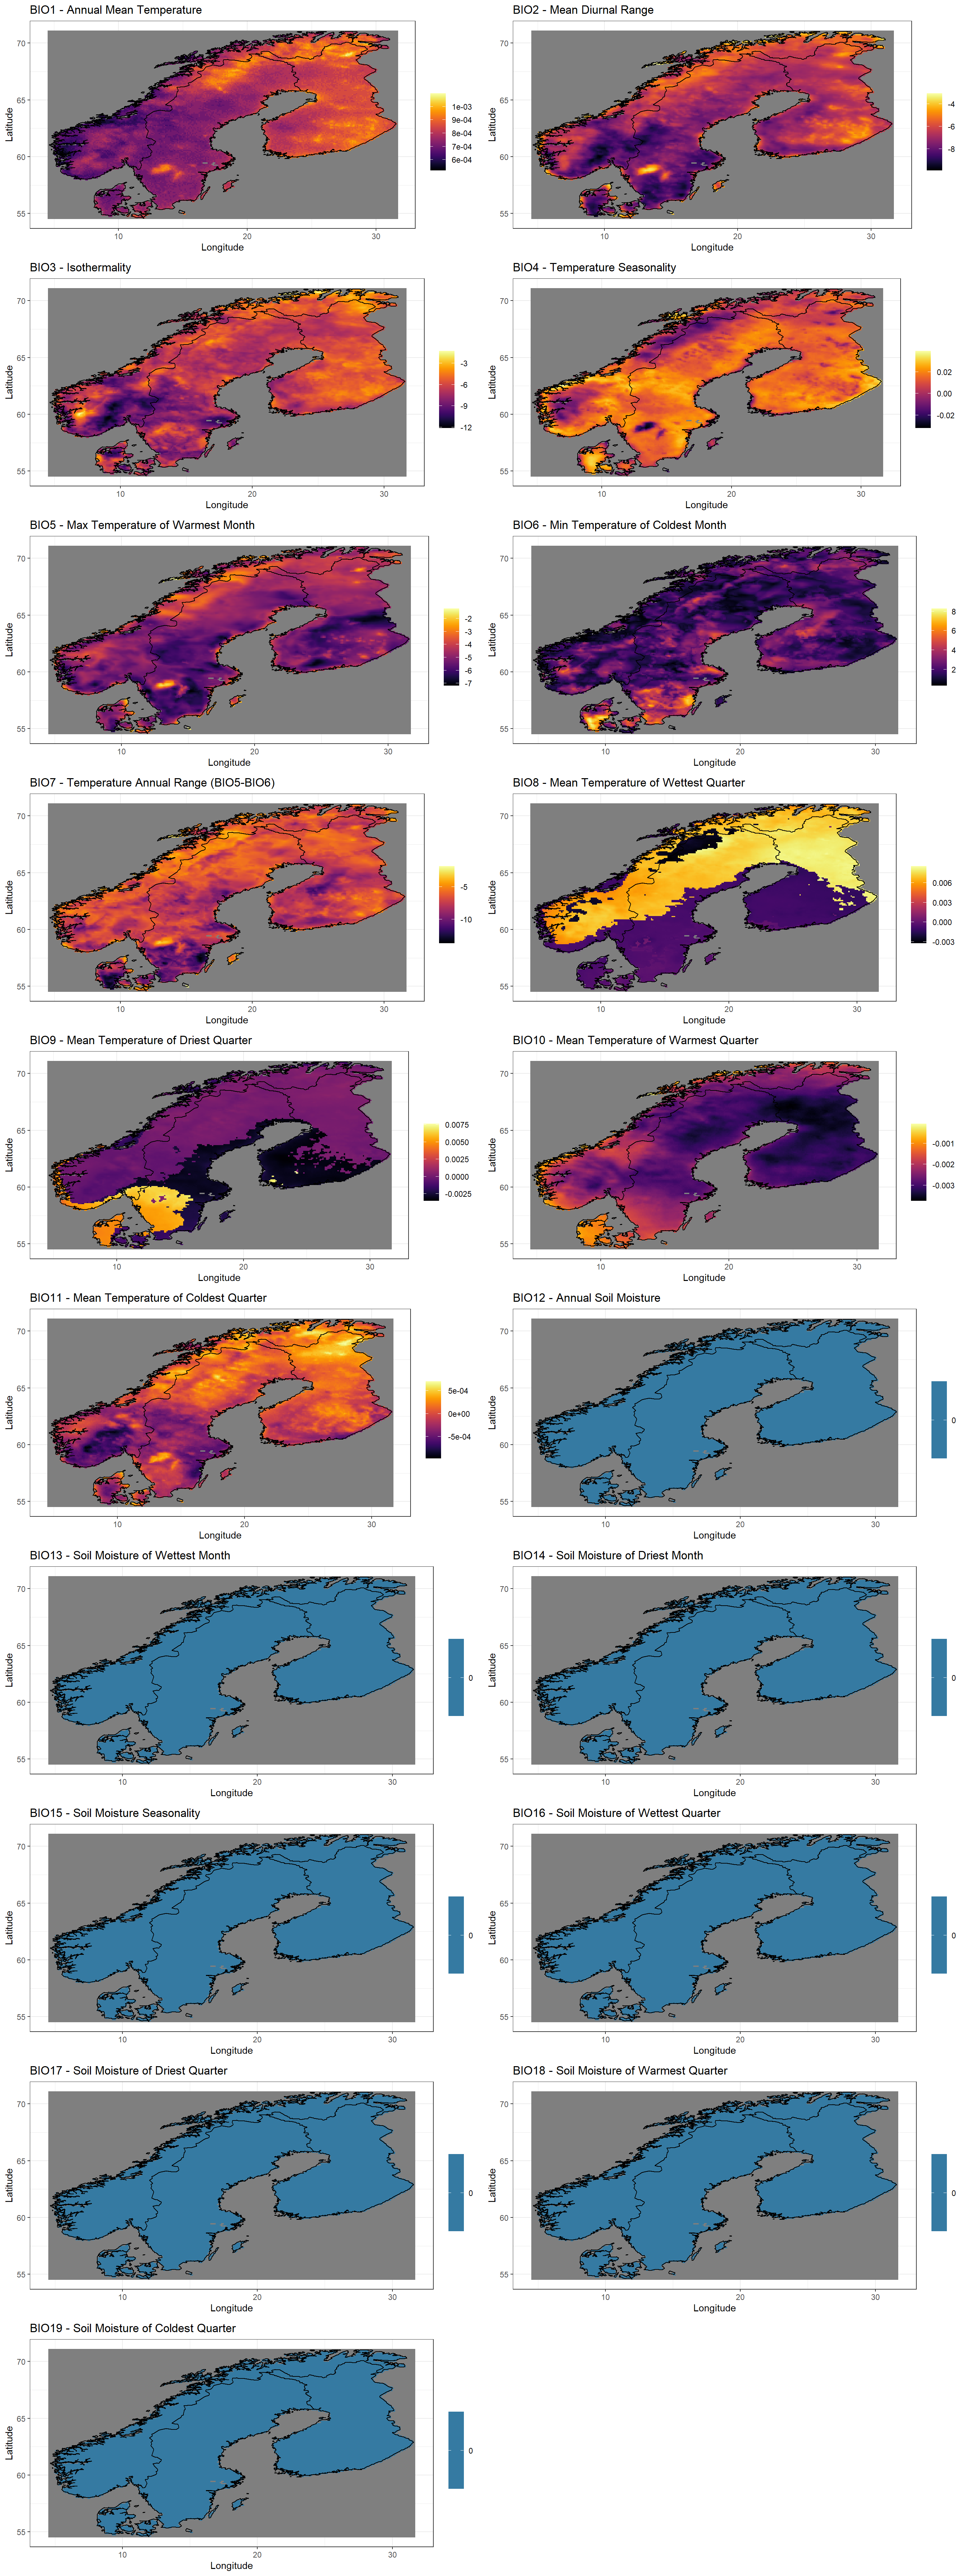 BIO1 - Annual Mean Temperature
Latitude
70
65
60
55
10
20
30
Longitude
1e-03
9e-04
8e-04
7e-04
6e-04
BIO2 - Mean Diurnal Range
Latitude
70
65
60
55
10
20
30
Longitude
-4
-6
-8
BIO3 - Isothermality
Latitude
70
65
60
55
10
20
30
Longitude
-3
-6
-9
-12
BIO4 - Temperature Seasonality
Latitude
70
65
60
55
10
20
30
Longitude
0.02
0.00
-0.02
BIO5 - Max Temperature of Warmest Month
Latitude
70
65
60
55
10
20
30
Longitude
-2
-3
-4
-5
-6
-7
BIO6 - Min Temperature of Coldest Month
Latitude
70
65
60
55
10
20
30
Longitude
8
6
4
2
BIO7 - Temperature Annual Range (BIO5-BIO6)
Latitude
70
65
60
55
10
20
30
Longitude
-5
-10
BIO8 - Mean Temperature of Wettest Quarter
Latitude
70
65
60
55
10
20
30
Longitude
0.006
0.003
0.000
-0.003
BIO9 - Mean Temperature of Driest Quarter
Latitude
70
65
60
55
10
20
30
Longitude
0.0075
0.0050
0.0025
0.0000
-0.0025
BIO10 - Mean Temperature of Warmest Quarter
Latitude
70
65
60
55
10
20
30
Longitude
-0.001
-0.002
-0.003
BIO11 - Mean Temperature of Coldest Quarter
Latitude
70
65
60
55
10
20
30
Longitude
5e-04
0e+00
-5e-04
BIO12 - Annual Soil Moisture
Latitude
70
65
60
55
10
20
30
Longitude
0
BIO13 - Soil Moisture of Wettest Month
Latitude
70
65
60
55
10
20
30
Longitude
0
BIO14 - Soil Moisture of Driest Month
Latitude
70
65
60
55
10
20
30
Longitude
0
BIO15 - Soil Moisture Seasonality
Latitude
70
65
60
55
10
20
30
Longitude
0
BIO16 - Soil Moisture of Wettest Quarter
Latitude
70
65
60
55
10
20
30
Longitude
0
BIO17 - Soil Moisture of Driest Quarter
Latitude
70
65
60
55
10
20
30
Longitude
0
BIO18 - Soil Moisture of Warmest Quarter
Latitude
70
65
60
55
10
20
30
Longitude
0
BIO19 - Soil Moisture of Coldest Quarter
Latitude
70
65
60
55
10
20
30
Longitude
0